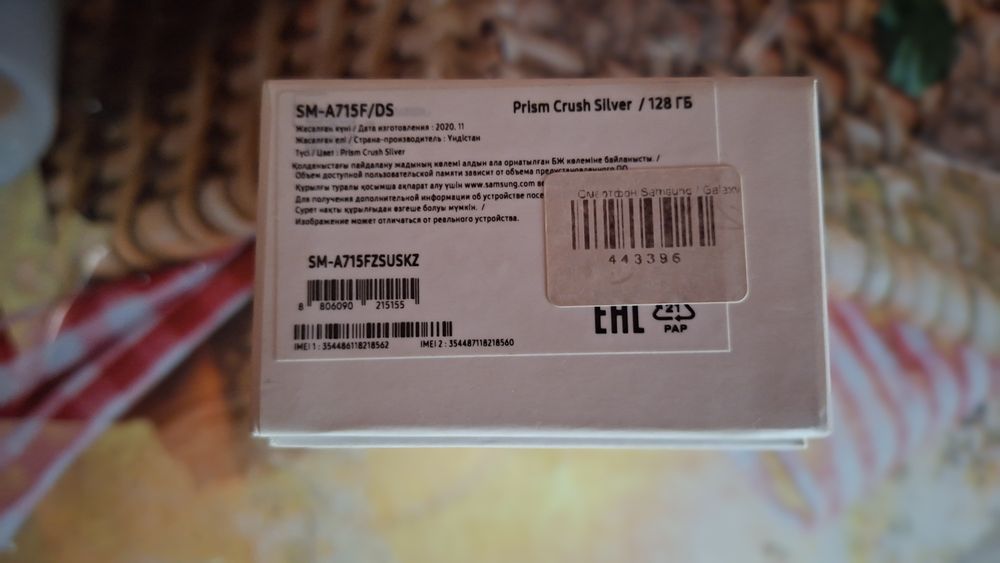 SM-A715F/DS
Prism Crush Silver / 128 ГБ
Жасалған күні / Дата изготовления : 2020. 11
Жасалған елі / Страна-производитель : Үндістан
Түсі / Цвет : Prism Crush Silver
Қолданыстағы пайдалану жадының көлемі алдын ала орнатылған БЖ көлеміне байланысты. /
Объем доступной пользовательской памяти зависит от объема предустановленного ПО.
Құрылғы туралы қосымша ақпарат алу үшін www.samsung.com
Для получения дополнительной информации об устройстве
Сурет нақты құрылғыдан өзгеше болуы мүмкін. /
Изображение может отличаться от реального устройства.
Смартфон Samsung / Galaxy
443396
SM-A715FZSUSKZ
8 806090 215155
IMEI 1 : 354486118218562
IMEI 2 : 354487118218560
EAC
21
PAP